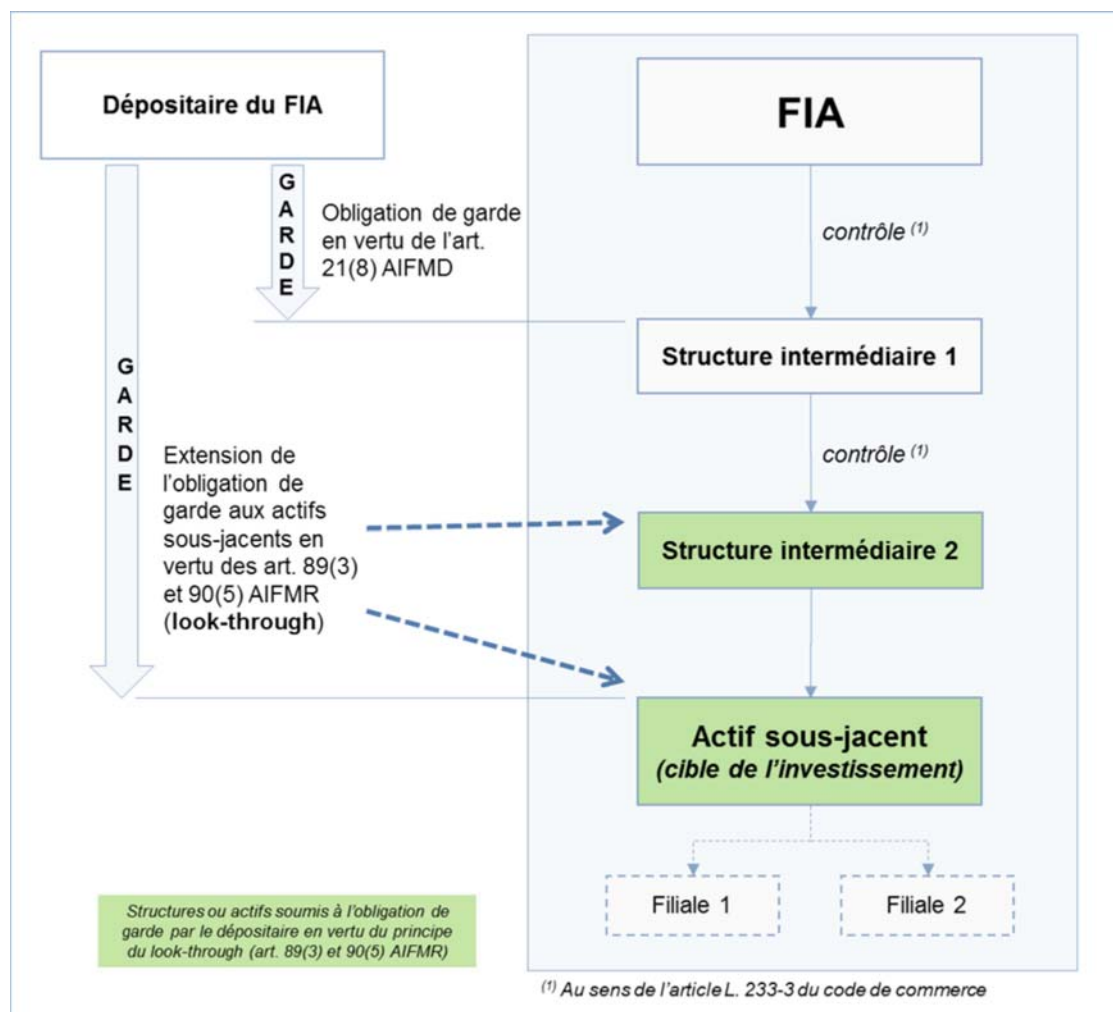 Dépositaire du FIA
FIA
GARDE
Obligation de garde
en vertu de l'art.
21(8) AIFMD
contrôle (1)
Structure intermédiaire 1
GARDE
contrôle (1)
Extension de
l'obligation de
garde aux actifs
sous-jacents en
vertu des art. 89(3)
et 90(5) AIFMR
(look-through)
Structure intermédiaire 2
Actif sous-jacent
(cible de l'investissement)
Filiale 1
Filiale 2
Structures ou actifs soumis à l'obligation de
garde par le dépositaire en vertu du principe
du look-through (art. 89(3) et 90(5) AIFMR)
(1) Au sens de l'article L. 233-3 du code de commerce